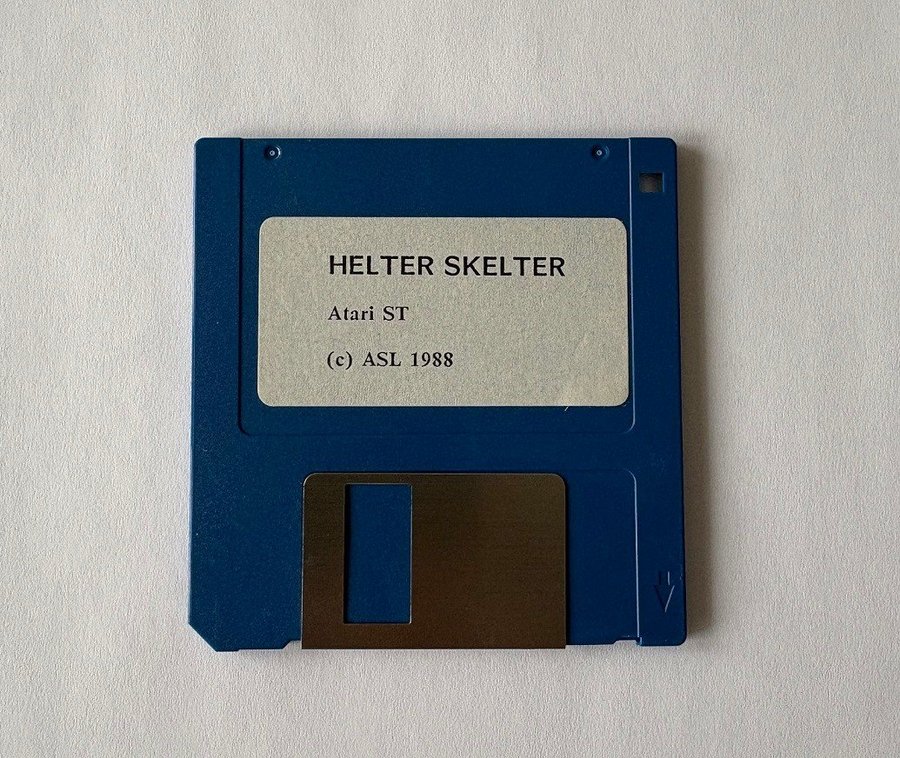 HELTER SKELTER
Atari ST
(c) ASL 1988